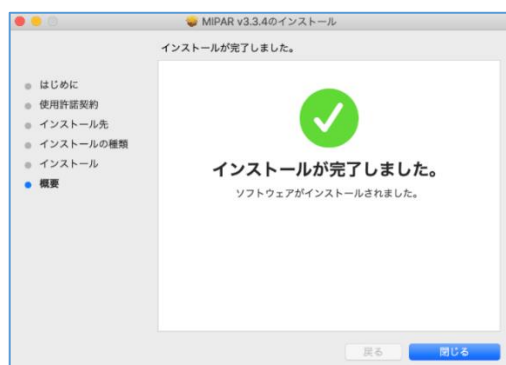 MIPAR v3.3.4のインストール
インストールが完了しました。
はじめに
使用許諾契約
インストール先
インストールの種類
インストール
概要
インストールが完了しました。
ソフトウェアがインストールされました。
戻る
閉じる